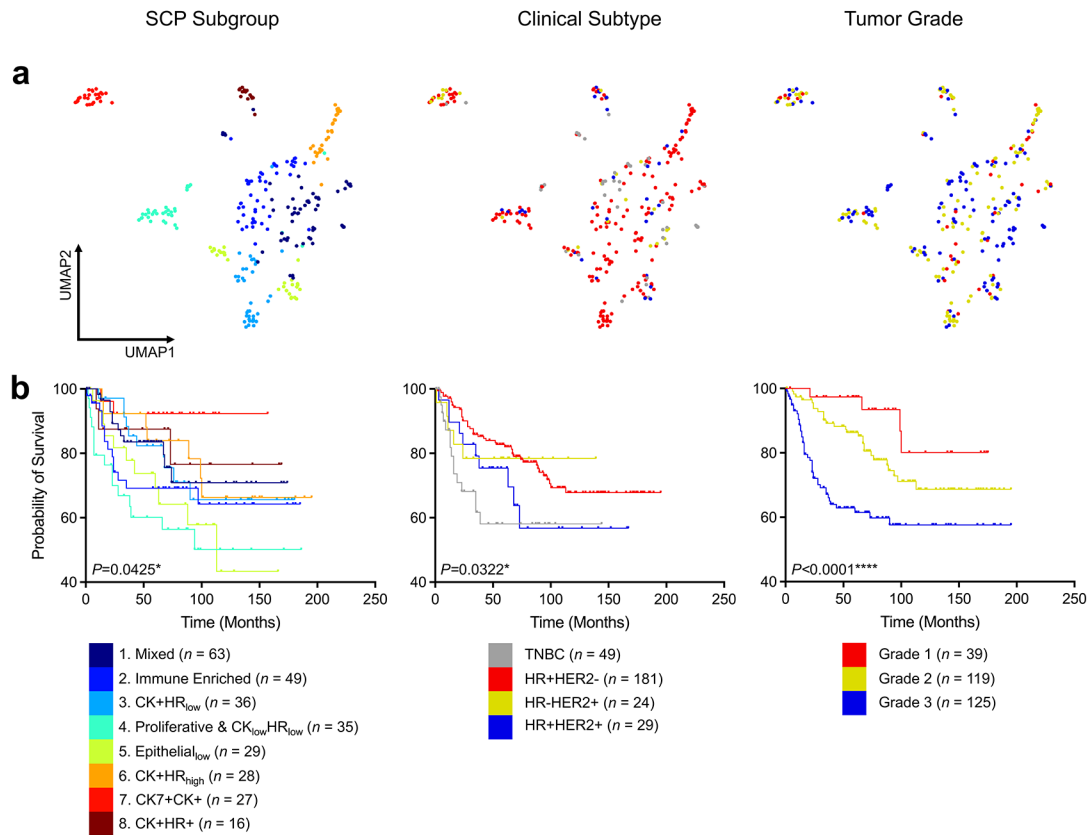 SCP Subgroup
Clinical Subtype
Tumor Grade
a
UMAP2
UMAP1
b
Probability of Survival
100
80
60
40
P=0.0425*
0 50 100 150 200 250
Time (Months)
100
80
60
40
P=0.0322*
0 50 100 150 200 250
Time (Months)
100
80
60
40
P<0.0001****
0 50 100 150 200 250
Time (Months)
1. Mixed (n = 63)
2. Immune Enriched (n = 49)
3. CK+HRlow (n = 36)
4. Proliferative & CKlowHRlow (n = 35)
5. Epitheliallow (n = 29)
6. CK+HRhigh (n = 28)
7. CK7+CK+ (n = 27)
8. CK+HR+ (n = 16)
TNBC (n = 49)
HR+HER2- (n = 181)
HR-HER2+ (n = 24)
HR+HER2+ (n = 29)
Grade 1 (n = 39)
Grade 2 (n = 119)
Grade 3 (n = 125)